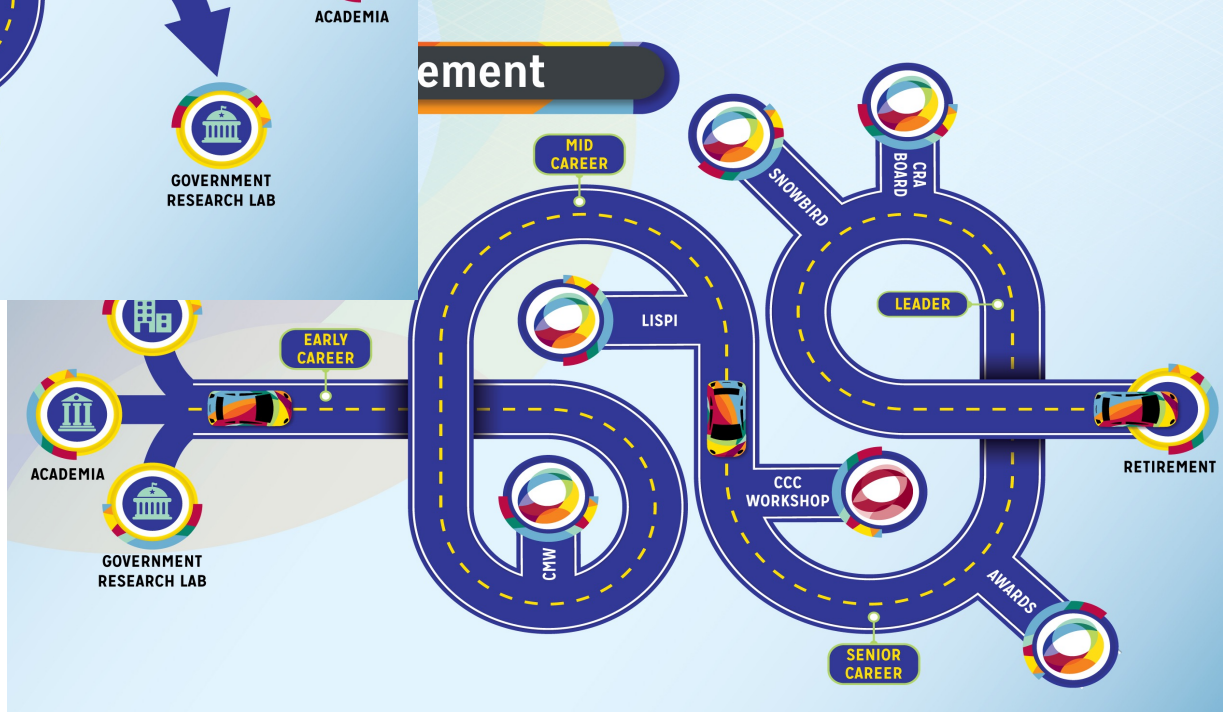 ACADEMIA
GOVERNMENT
RESEARCH LAB
ement
MID
CAREER
SNOWBIRD
CRA
BOARD
LISPI
LEADER
EARLY
CAREER
ACADEMIA
RETIREMENT
CCC
WORKSHOP
GOVERNMENT
RESEARCH LAB
CMW
AWARDS
SENIOR
CAREER